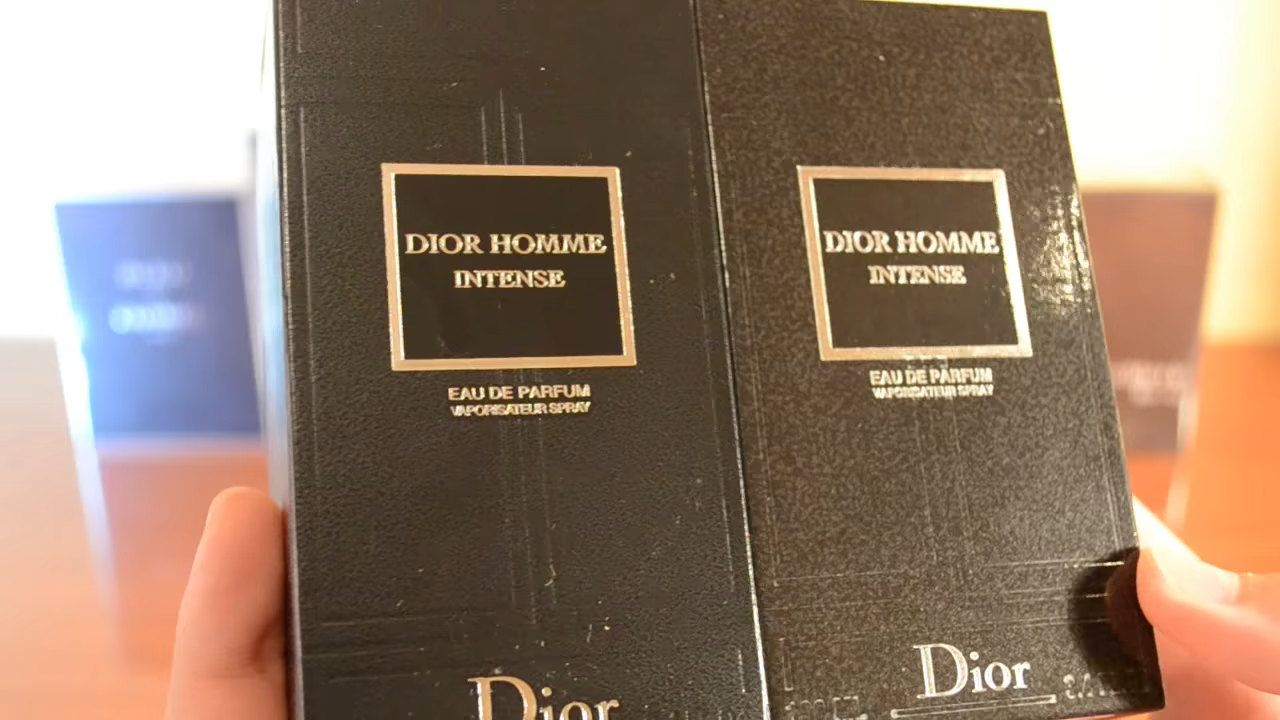 DIOR HOMME
INTENSE
EAU DE PARFUM
VAPORISATEUR SPRAY
Dior
DIOR HOMME
INTENSE
EAU DE PARFUM
VAPORISATEUR SPRAY
Dior